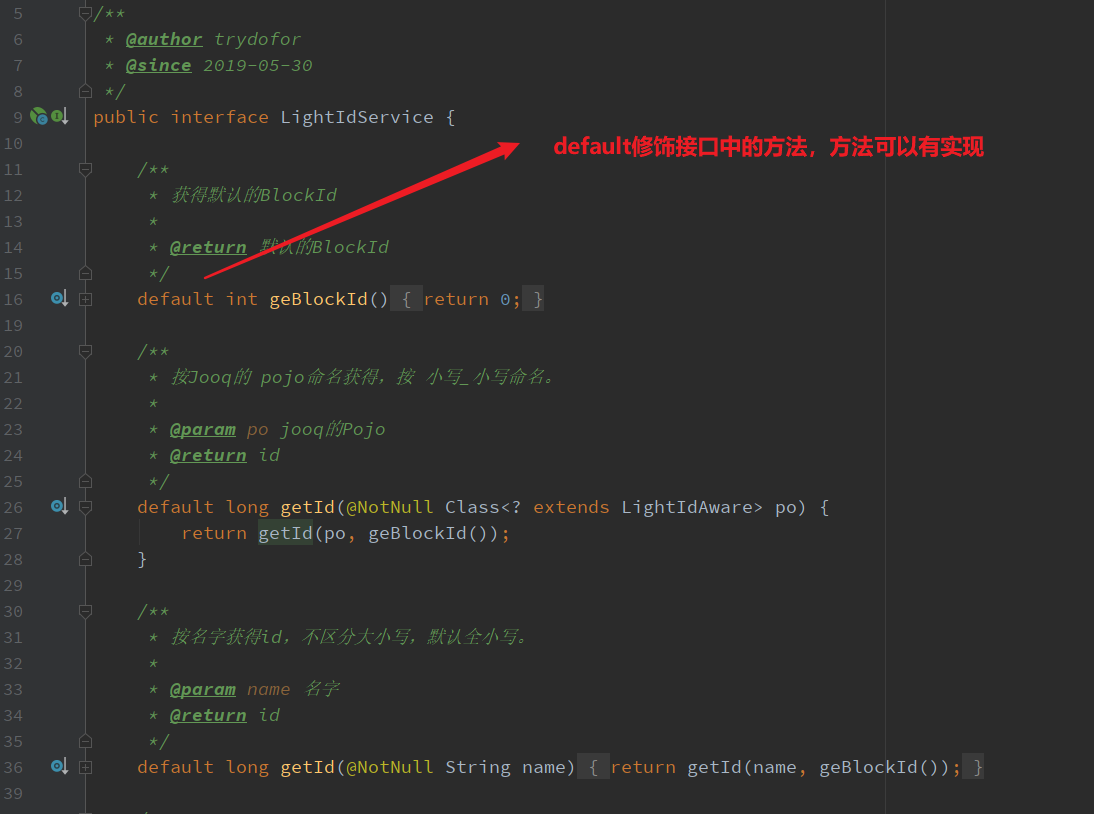 5 /**
6 * @author trydofor
7 * @since 2019-05-30
8 */
9 public interface LightIdService {
10 default修饰接口中的方法，方法可以有实现
11 /**
12 * 获得默认的BlockId
13 *
14 * @return 默认的BlockId
15 */
16 default int geBlockId() { return 0; }
19
20 /**
21 * 按Jooq的 pojo命名获得，按 小写_小写命名。
22 *
23 * @param po jooq的Pojo
24 * @return id
25 */
26 default long getId(@NotNull Class<? extends LightIdAware> po) {
27 return getId(po, geBlockId());
28 }
29
30 /**
31 * 按名字获得id，不区分大小写，默认全小写。
32 *
33 * @param name 名字
34 * @return id
35 */
36 default long getId(@NotNull String name) { return getId(name, geBlockId()); }
39